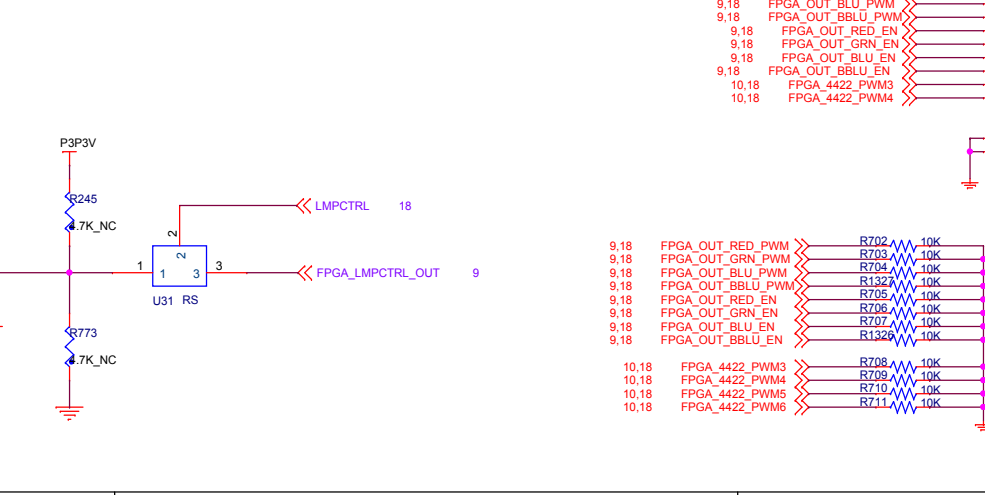 9,18 FPGA_OUT_BLU_PWM
9,18 FPGA_OUT_BBLU_PWM
9,18 FPGA_OUT_RED_EN
9,18 FPGA_OUT_GRN_EN
9,18 FPGA_OUT_BLU_EN
9,18 FPGA_OUT_BBLU_EN
10,18 FPGA_4422_PWM3
10,18 FPGA_4422_PWM4
P3P3V
R245
4.7K_NC
LMPCTRL 18
2
2
1
1
3
3
FPGA_LMPCTRL_OUT 9
U31 RS
R773
4.7K_NC
9,18 FPGA_OUT_RED_PWM R702 10K
9,18 FPGA_OUT_GRN_PWM R703 10K
9,18 FPGA_OUT_BLU_PWM R704 10K
9,18 FPGA_OUT_BBLU_PWM R1327 10K
9,18 FPGA_OUT_RED_EN R705 10K
9,18 FPGA_OUT_GRN_EN R706 10K
9,18 FPGA_OUT_BLU_EN R707 10K
9,18 FPGA_OUT_BBLU_EN R1326 10K
10,18 FPGA_4422_PWM3 R708 10K
10,18 FPGA_4422_PWM4 R709 10K
10,18 FPGA_4422_PWM5 R710 10K
10,18 FPGA_4422_PWM6 R711 10K